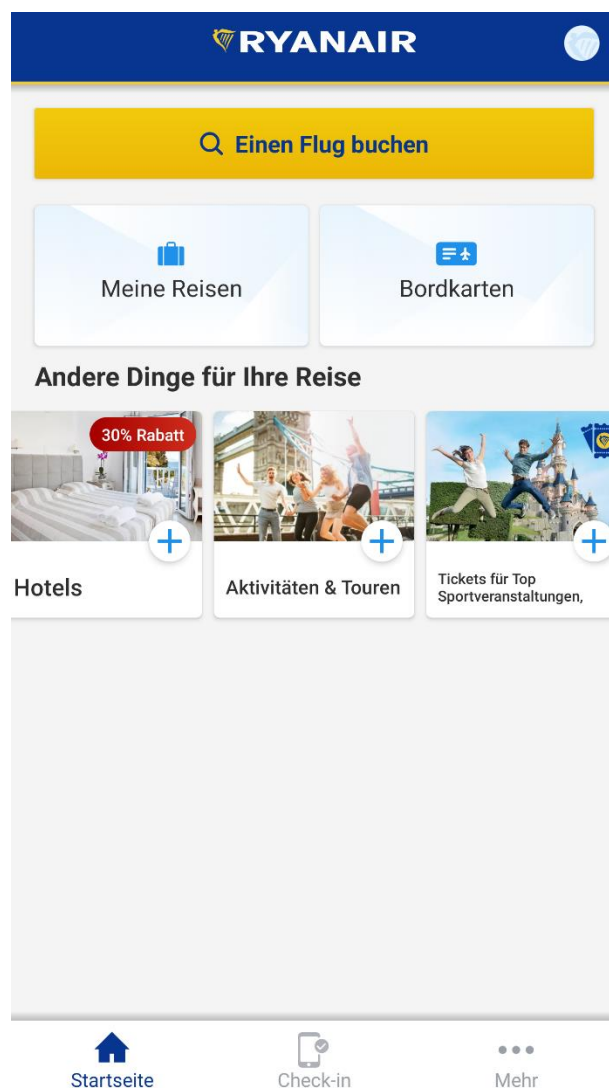 RYANAIR
Einen Flug buchen
Meine Reisen
Bordkarten
Andere Dinge für Ihre Reise
30% Rabatt
Hotels
Aktivitäten & Touren
Tickets für Top
Sportveranstaltungen,
Startseite
Check-in
Mehr